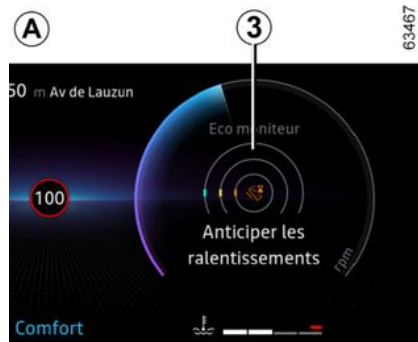 A
3
63467
50 m Av de Lauzun
Eco moniteur
100
Anticiper les
ralentissements
rpm
Comfort